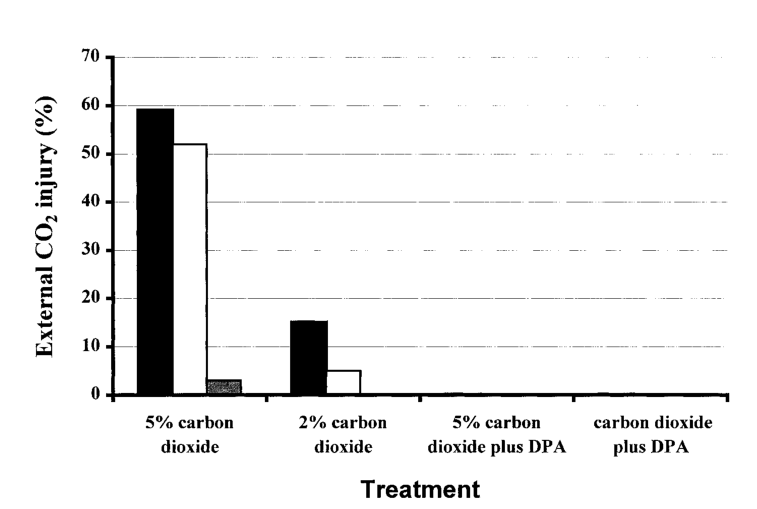 External CO₂ injury (%)
70
60
50
40
30
20
10
0
5% carbon
dioxide
2% carbon
dioxide
5% carbon
dioxide plus DPA
carbon dioxide
plus DPA
Treatment